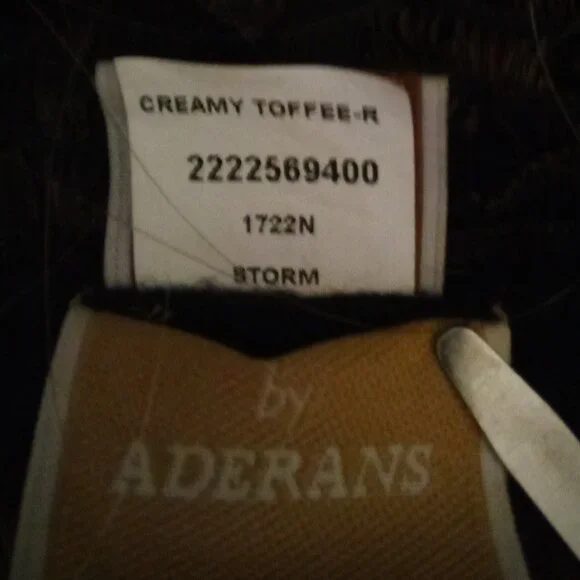 CREAMY TOFFEE-R
2222569400
1722N
STORM
by
ADERANS